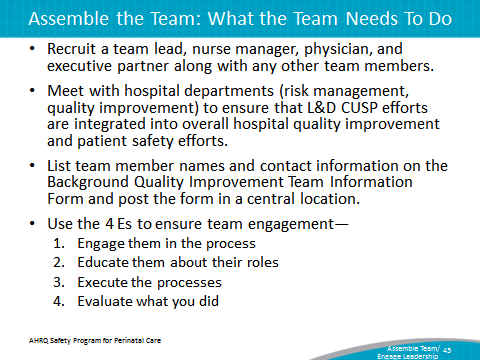 Assemble the Team: What the Team Needs To Do
• Recruit a team lead, nurse manager, physician, and
executive partner along with any other team members.
• Meet with hospital departments (risk management,
quality improvement) to ensure that L&D CUSP efforts
are integrated into overall hospital quality improvement
and patient safety efforts.
• List team member names and contact information on the
Background Quality Improvement Team Information
Form and post the form in a central location.
• Use the 4 Es to ensure team engagement—
1. Engage them in the process
2. Educate them about their roles
3. Execute the processes
4. Evaluate what you did
AHRQ Safety Program for Perinatal Care
Assemble Team/ 45
Engage Leadership